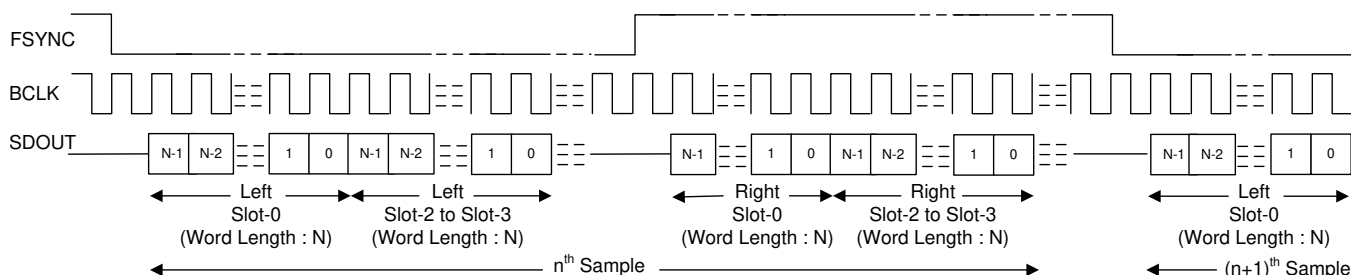 FSYNC
BCLK
SDOUT
N-1 N-2 1 0 N-1 N-2 1 0 N-1 1 0 N-1 N-2 1 0 N-1 N-2 1 0
Left Left Right Right Left
Slot-0 Slot-2 to Slot-3 Slot-0 Slot-2 to Slot-3 Slot-0
(Word Length : N) (Word Length : N) (Word Length : N) (Word Length : N) (Word Length : N)
nth Sample (n+1)th Sample